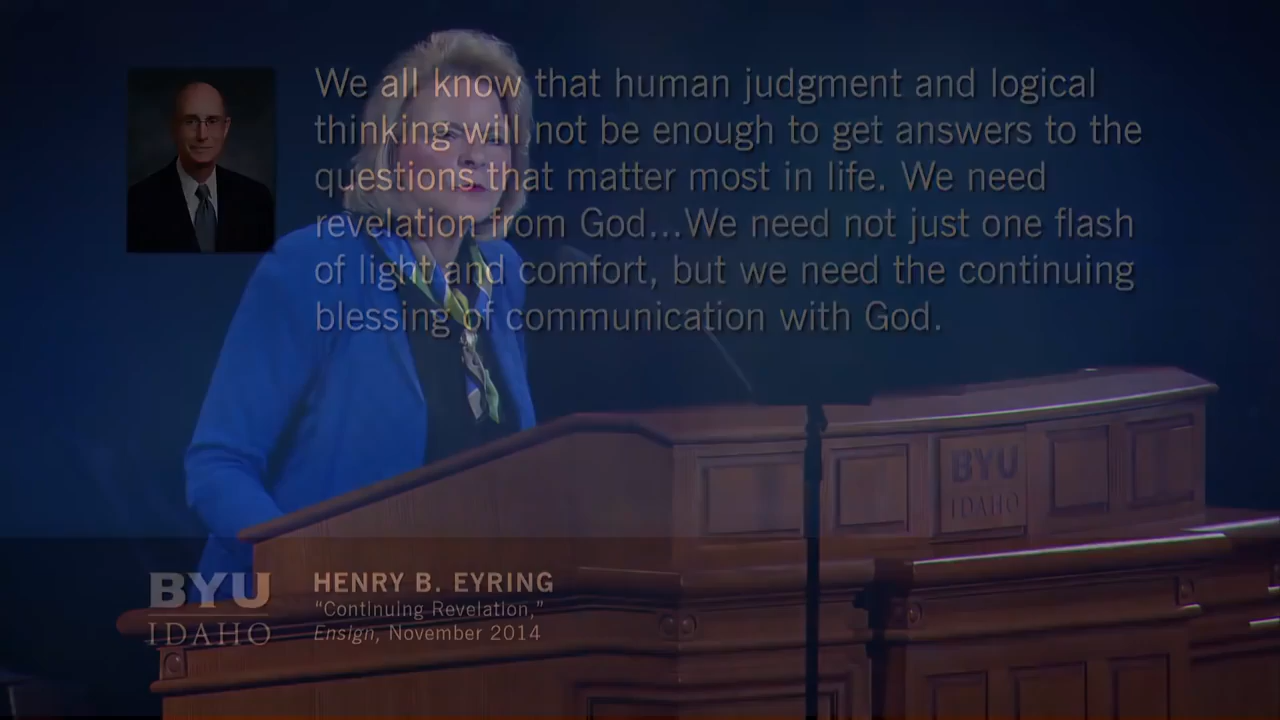 We all know that human judgment and logical
thinking will not be enough to get answers to the
questions that matter most in life. We need
revelation from God...We need not just one flash
of light and comfort, but we need the continuing
blessing of communication with God.
BYU
IDAHO
BYU
IDAHO
HENRY B. EYRING
“Continuing Revelation,”
Ensign, November 2014